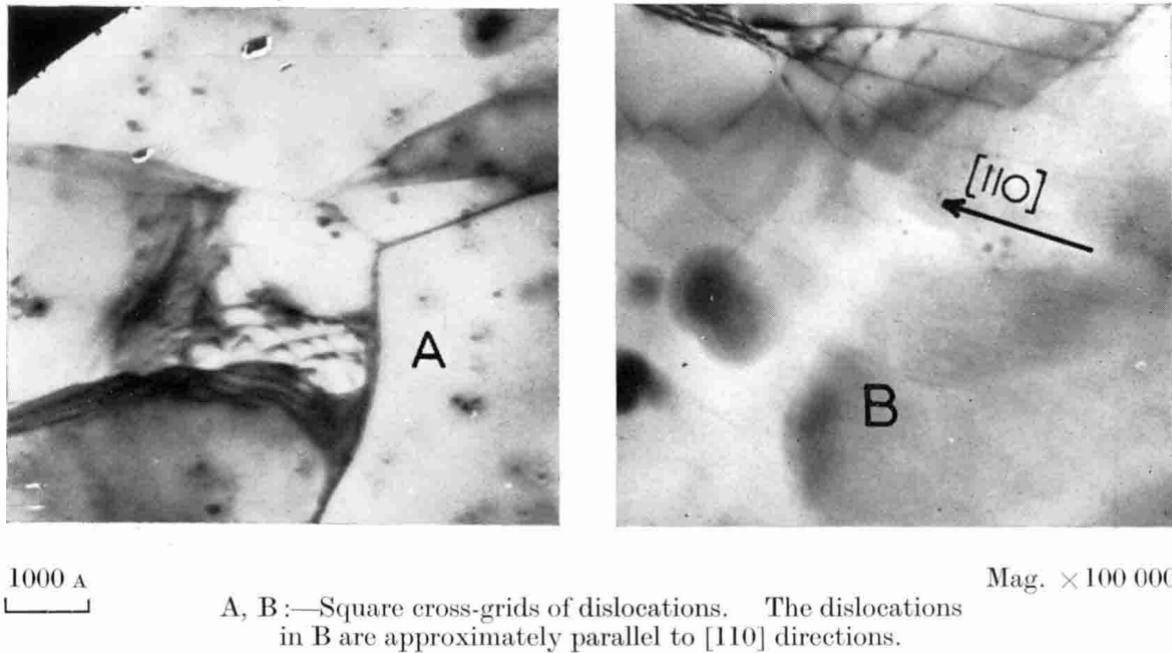 A
[110]
B
1000 A
Mag. ×100 000
A, B :—Square cross-grids of dislocations. The dislocations
in B are approximately parallel to [110] directions.